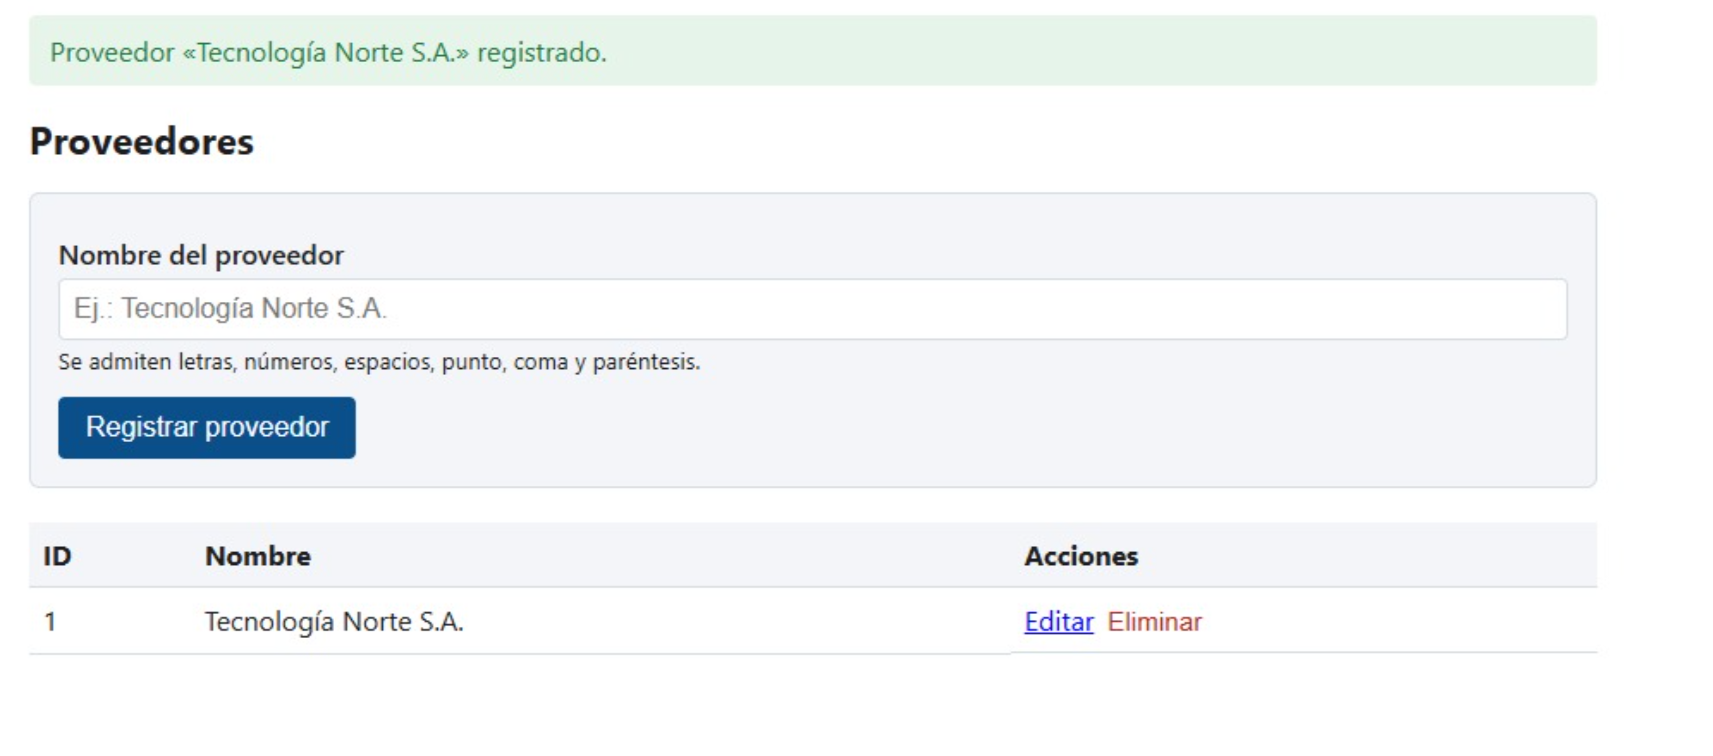 Proveedor «Tecnología Norte S.A.» registrado.
Proveedores
Nombre del proveedor
Ej.: Tecnología Norte S.A.
Se admiten letras, números, espacios, punto, coma y paréntesis.
Registrar proveedor
ID Nombre Acciones
1 Tecnología Norte S.A. Editar Eliminar